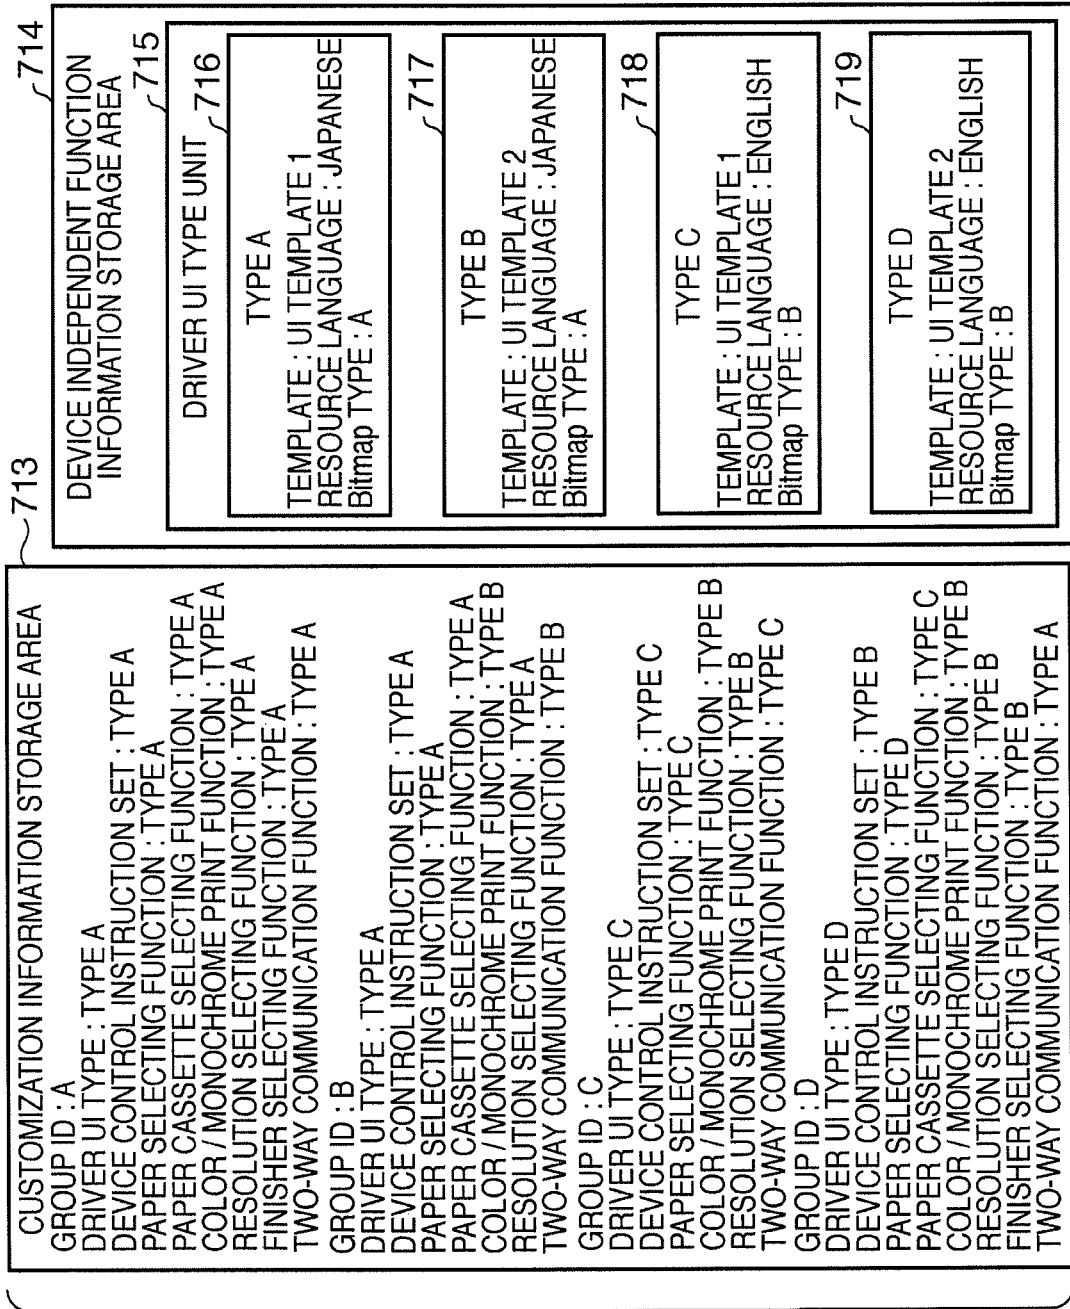 713
CUSTOMIZATION INFORMATION STORAGE AREA
GROUP ID : A
DRIVER UI TYPE : TYPE A
DEVICE CONTROL INSTRUCTION SET : TYPE A
PAPER SELECTING FUNCTION : TYPE A
PAPER CASSETTE SELECTING FUNCTION : TYPE A
COLOR / MONOCHROME PRINT FUNCTION : TYPE A
RESOLUTION SELECTING FUNCTION : TYPE A
FINISHER SELECTING FUNCTION : TYPE A
TWO-WAY COMMUNICATION FUNCTION : TYPE A
GROUP ID : B
DRIVER UI TYPE : TYPE A
DEVICE CONTROL INSTRUCTION SET : TYPE A
PAPER SELECTING FUNCTION : TYPE A
PAPER CASSETTE SELECTING FUNCTION : TYPE A
COLOR / MONOCHROME PRINT FUNCTION : TYPE B
RESOLUTION SELECTING FUNCTION : TYPE A
TWO-WAY COMMUNICATION FUNCTION : TYPE B
GROUP ID : C
DRIVER UI TYPE : TYPE C
DEVICE CONTROL INSTRUCTION SET : TYPE C
PAPER SELECTING FUNCTION : TYPE C
COLOR / MONOCHROME PRINT FUNCTION : TYPE B
RESOLUTION SELECTING FUNCTION : TYPE B
TWO-WAY COMMUNICATION FUNCTION : TYPE C
GROUP ID : D
DRIVER UI TYPE : TYPE D
DEVICE CONTROL INSTRUCTION SET : TYPE B
PAPER SELECTING FUNCTION : TYPE D
PAPER CASSETTE SELECTING FUNCTION : TYPE C
COLOR / MONOCHROME PRINT FUNCTION : TYPE B
RESOLUTION SELECTING FUNCTION : TYPE B
FINISHER SELECTING FUNCTION : TYPE B
TWO-WAY COMMUNICATION FUNCTION : TYPE A
714
DEVICE INDEPENDENT FUNCTION
INFORMATION STORAGE AREA
715
DRIVER UI TYPE UNIT
716
TYPE A
TEMPLATE : UI TEMPLATE 1
RESOURCE LANGUAGE : JAPANESE
Bitmap TYPE : A
717
TYPE B
TEMPLATE : UI TEMPLATE 2
RESOURCE LANGUAGE : JAPANESE
Bitmap TYPE : A
718
TYPE C
TEMPLATE : UI TEMPLATE 1
RESOURCE LANGUAGE : ENGLISH
Bitmap TYPE : B
719
TYPE D
TEMPLATE : UI TEMPLATE 2
RESOURCE LANGUAGE : ENGLISH
Bitmap TYPE : B